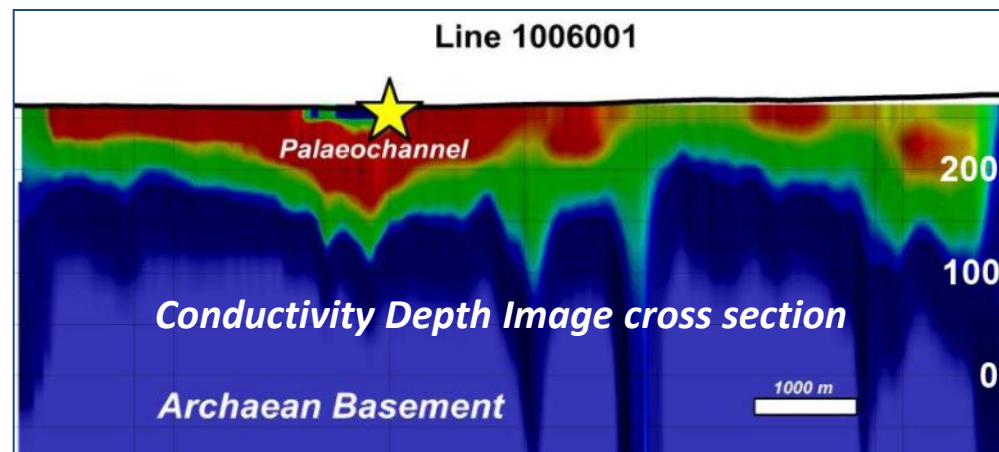 Line 1006001
Palaeochannel
200
100
Conductivity Depth Image cross section
0
1000 m
Archaean Basement